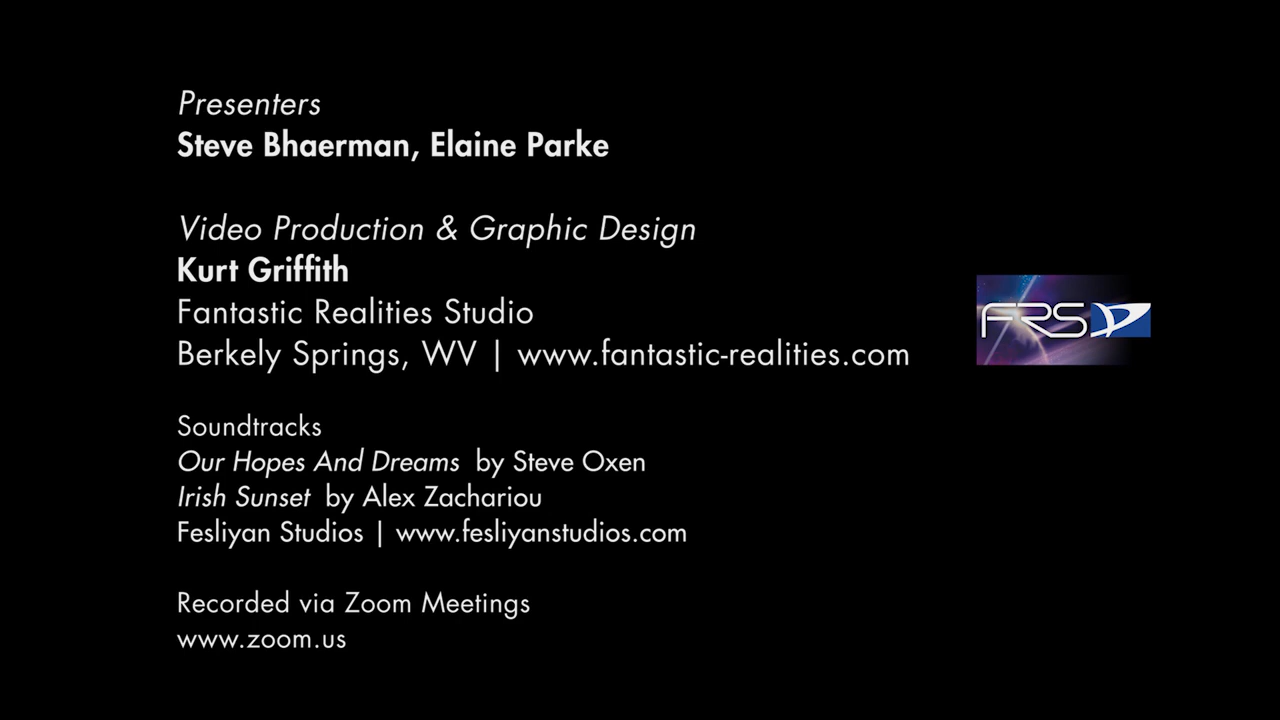 Presenters
Steve Bhaerman, Elaine Parke
Video Production & Graphic Design
Kurt Griffith
Fantastic Realities Studio
Berkely Springs, WV | www.fantastic-realities.com
FRS
Soundtracks
Our Hopes And Dreams by Steve Oxen
Irish Sunset by Alex Zachariou
Fesliyan Studios | www.fesliyanstudios.com
Recorded via Zoom Meetings
www.zoom.us